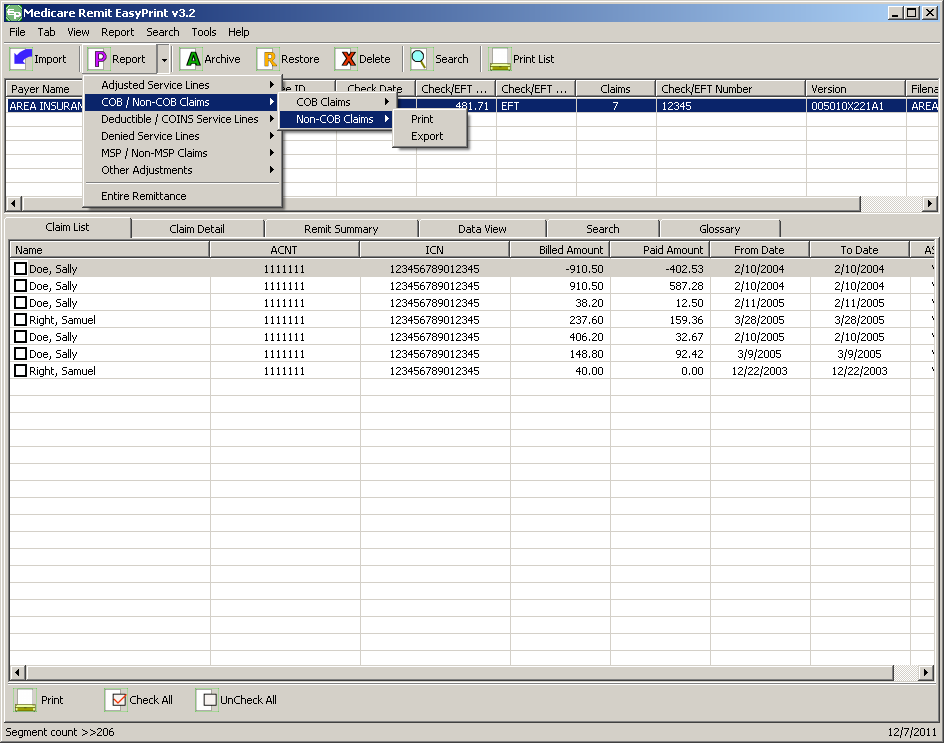 Medicare Remit EasyPrint v3.2
File Tab View Report Search Tools Help
Import Report Archive Restore Delete Search Print List
Payer Name ee ID Check Date Check/EFT ... Check/EFT ... Claims Check/EFT Number Version Filena
AREA INSURAN 481.71 EFT 7 12345 005010X221A1 AREA
Adjusted Service Lines
COB / Non-COB Claims COB Claims
Deductible / COINS Service Lines Non-COB Claims Print
Denied Service Lines Export
MSP / Non-MSP Claims
Other Adjustments
Entire Remittance
Claim List Claim Detail Remit Summary Data View Search Glossary
Name ACNT ICN Billed Amount Paid Amount From Date To Date AS
Doe, Sally 1111111 123456789012345 -910.50 -402.53 2/10/2004 2/10/2004
Doe, Sally 1111111 123456789012345 910.50 587.28 2/10/2004 2/10/2004
Doe, Sally 1111111 123456789012345 38.20 12.50 2/11/2005 2/11/2005
Right, Samuel 1111111 123456789012345 237.60 159.36 3/28/2005 3/28/2005
Doe, Sally 1111111 123456789012345 406.20 32.67 2/10/2005 2/10/2005
Doe, Sally 1111111 123456789012345 148.80 92.42 3/9/2005 3/9/2005
Right, Samuel 1111111 123456789012345 40.00 0.00 12/22/2003 12/22/2003
Print Check All UnCheck All
Segment count >>206 12/7/2011